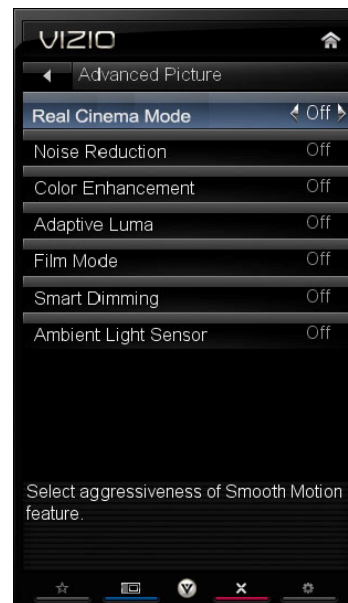 VIZIO
Advanced Picture
Real Cinema Mode Off
Noise Reduction Off
Color Enhancement Off
Adaptive Luma Off
Film Mode Off
Smart Dimming Off
Ambient Light Sensor Off
Select aggressiveness of Smooth Motion
feature.
V